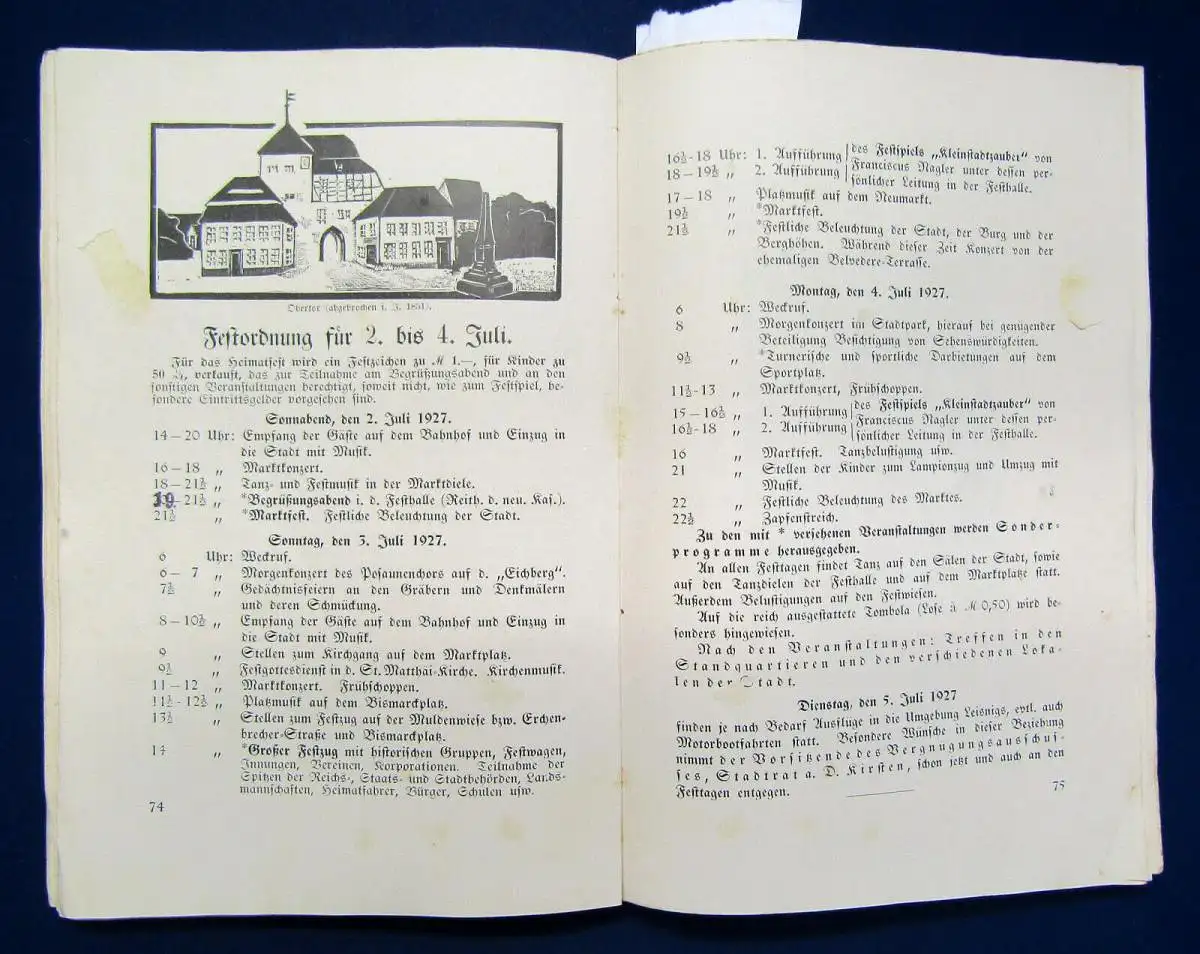 Obertor (abgebrochen i. J. 1831).
Festordnung für 2. bis 4. Juli.
Für das Heimatfest wird ein Festzeichen zu ℳ 1.—, für Kinder zu
50 ₰, verkauft, das zur Teilnahme am Begrüßungsabend und an den
sonstigen Veranstaltungen berechtigt, soweit nicht, wie zum Festspiel, be-
sondere Eintrittsgelder vorgesehen sind.
Sonnabend, den 2. Juli 1927.
14—20 Uhr: Empfang der Gäste auf dem Bahnhof und Einzug in
die Stadt mit Musik.
16—18 „ Marktkonzert.
18—21½ „ Tanz- und Festmusik in der Marktdiele.
19-21½ „ *Begrüßungsabend i. d. Festhalle (Reith. d. neu. Kas.).
21½ „ *Marktfest. Festliche Beleuchtung der Stadt.
Sonntag, den 3. Juli 1927.
6 Uhr: Weckruf.
6— 7 „ Morgenkonzert des Posaunenchors auf d. „Eichberg".
7½ „ Gedächtnisfeiern an den Gräbern und Denkmälern
und deren Schmückung.
8—10½ „ Empfang der Gäste auf dem Bahnhof und Einzug in
die Stadt mit Musik.
9 „ Stellen zum Kirchgang auf dem Marktplatz.
9½ „ Festgottesdienst in d. St. Matthäi-Kirche. Kirchenmusik.
11—12 „ Marktkonzert. Frühschoppen.
11½-12½ „ Platzmusik auf dem Bismarckplatz.
13½ „ Stellen zum Festzug auf der Muldenwiese bzw. Erchen-
brecher-Straße und Bismarckplatz.
14 „ *Großer Festzug mit historischen Gruppen, Festwagen,
Innungen, Vereinen, Korporationen. Teilnahme der
Spitzen der Reichs-, Staats- und Stadtbehörden, Lands-
mannschaften, Heimatfahrer, Bürger, Schulen usw.
74
16½-18 Uhr: 1. Aufführung des Festspiels „Kleinstadtzauber" von
18—19½ „ 2. Aufführung Franciscus Nagler unter dessen per-
sönlicher Leitung in der Festhalle.
17—18 „ Platzmusik auf dem Neumarkt.
19½ „ *Marktfest.
21½ „ *Festliche Beleuchtung der Stadt, der Burg und der
Berghöhen. Während dieser Zeit Konzert von der
ehemaligen Belvedere-Terrasse.
Montag, den 4. Juli 1927.
6 Uhr: Weckruf.
8 „ Morgenkonzert im Stadtpark, hierauf bei genügender
Beteiligung Besichtigung von Sehenswürdigkeiten.
9½ „ *Turnerische und sportliche Darbietungen auf dem
Sportplatz.
11½-13 „ Marktkonzert, Frühschoppen.
15—16½ „ 1. Aufführung des Festspiels „Kleinstadtzauber" von
16½-18 „ 2. Aufführung Franciscus Nagler unter dessen per-
sönlicher Leitung in der Festhalle.
16 „ Marktfest. Tanzbelustigung usw.
21 „ Stellen der Kinder zum Lampionzug und Umzug mit
Musik.
22 „ Festliche Beleuchtung des Marktes.
22½ „ Zapfenstreich.
Zu den mit * versehenen Veranstaltungen werden Sonder-
programme herausgegeben.
An allen Festtagen findet Tanz auf den Sälen der Stadt, sowie
auf den Tanzdielen der Festhalle und auf dem Marktplatze statt.
Außerdem Belustigungen auf den Festwiesen.
Auf die reich ausgestattete Tombola (Lose à ℳ 0,50) wird be-
sonders hingewiesen.
Nach den Veranstaltungen: Treffen in den
Standquartieren und den verschiedenen Loka-
len der Stadt.
Dienstag, den 5. Juli 1927
finden je nach Bedarf Ausflüge in die Umgebung Leisnigs, evtl. auch
Motorbootfahrten statt. Besondere Wünsche in dieser Beziehung
nimmt der Vorsitzende des Vergnügungsausschus-
ses, Stadtrat a. D. Kirsten, schon jetzt und auch an den
Festtagen entgegen.
75